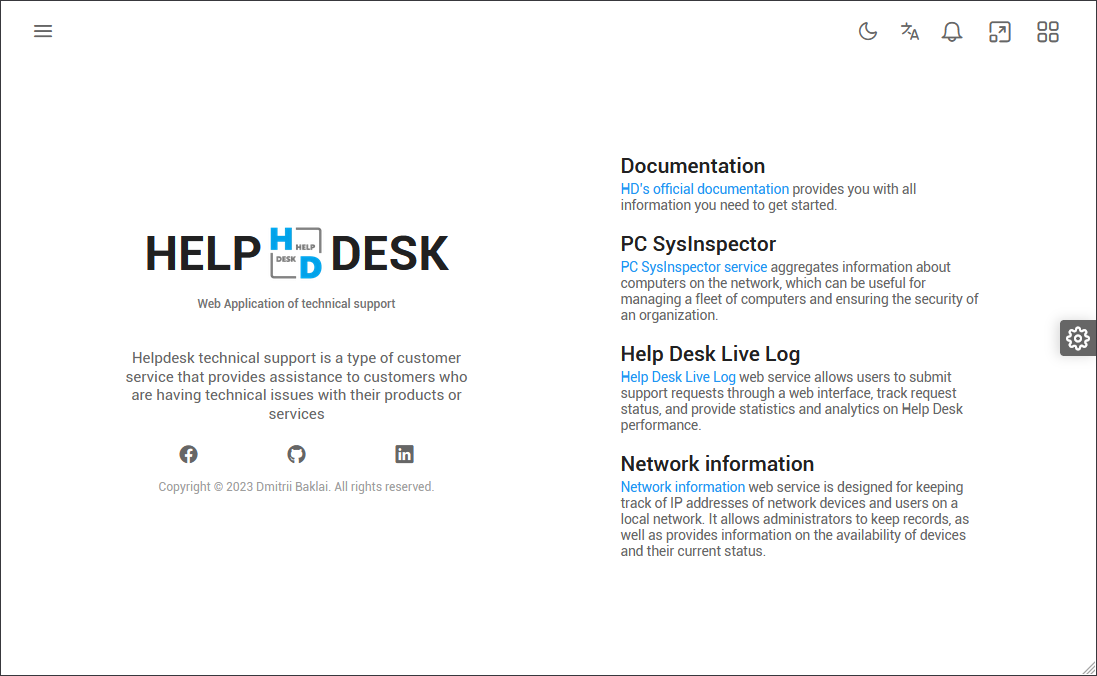 HELP H HELP DESK D DESK
Web Application of technical support
Helpdesk technical support is a type of customer
service that provides assistance to customers who
are having technical issues with their products or
services
Copyright © 2023 Dmitrii Baklai. All rights reserved.
Documentation
HD's official documentation provides you with all
information you need to get started.
PC SysInspector
PC SysInspector service aggregates information about
computers on the network, which can be useful for
managing a fleet of computers and ensuring the security of
an organization.
Help Desk Live Log
Help Desk Live Log web service allows users to submit
support requests through a web interface, track request
status, and provide statistics and analytics on Help Desk
performance.
Network information
Network information web service is designed for keeping
track of IP addresses of network devices and users on a
local network. It allows administrators to keep records, as
well as provides information on the availability of devices
and their current status.